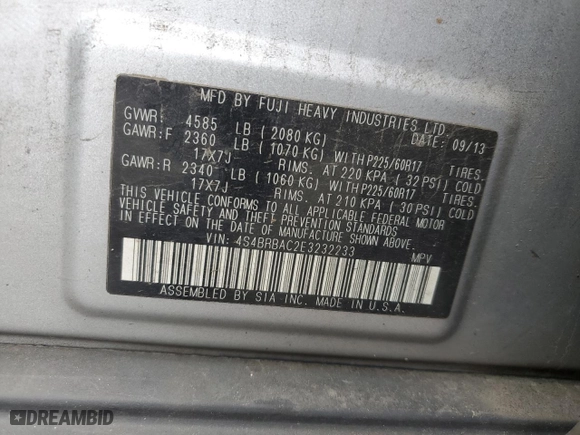 MFD BY FUJI HEAVY INDUSTRIES LTD.
GVWR: 4585 LB (2080 KG) DATE: 09/13
GAWR:F 2360 LB (1070 KG) WITH P225/60R17 TIRES.
17X7J RIMS. AT 220 KPA (32 PSI) COLD
GAWR:R 2340 LB (1060 KG) WITH P225/60R17 TIRES.
17X7J RIMS. AT 210 KPA (30 PSI) COLD
THIS VEHICLE CONFORMS TO ALL APPLICABLE FEDERAL MOTOR
VEHICLE SAFETY AND THEFT PREVENTION STANDARDS
IN EFFECT ON THE DATE OF MANUFACTURE SHOWN ABOVE.
VIN: 4S4BRBAC2E3232233 MPV
ASSEMBLED BY SIA INC. MADE IN U.S.A.
DREAMBID